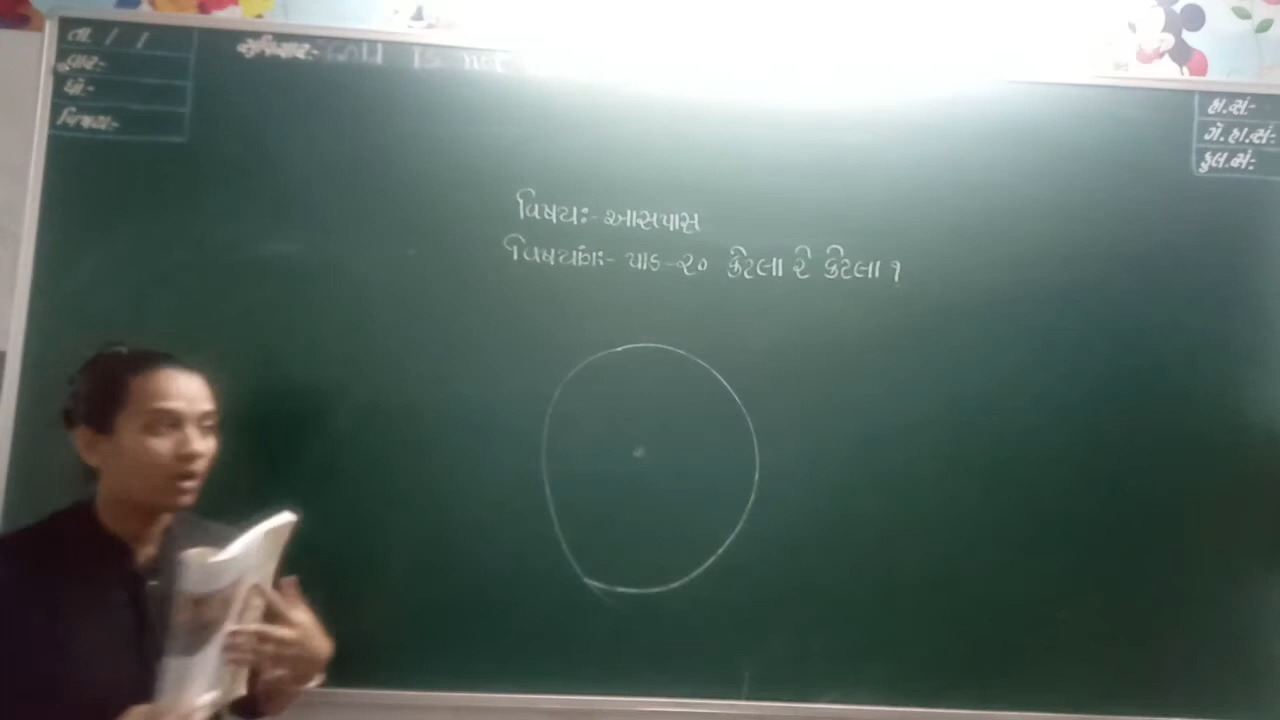 તા / /
વાર:-
ધો:-
વિષય:-
સુવિચાર:-
હા.સં:-
ગે.હા.સં:-
કુલ.સં:-
વિષય:- આસપાસ
વિષયાંગ:- પાઠ-૨૦ કેટલા રે કેટલા ?